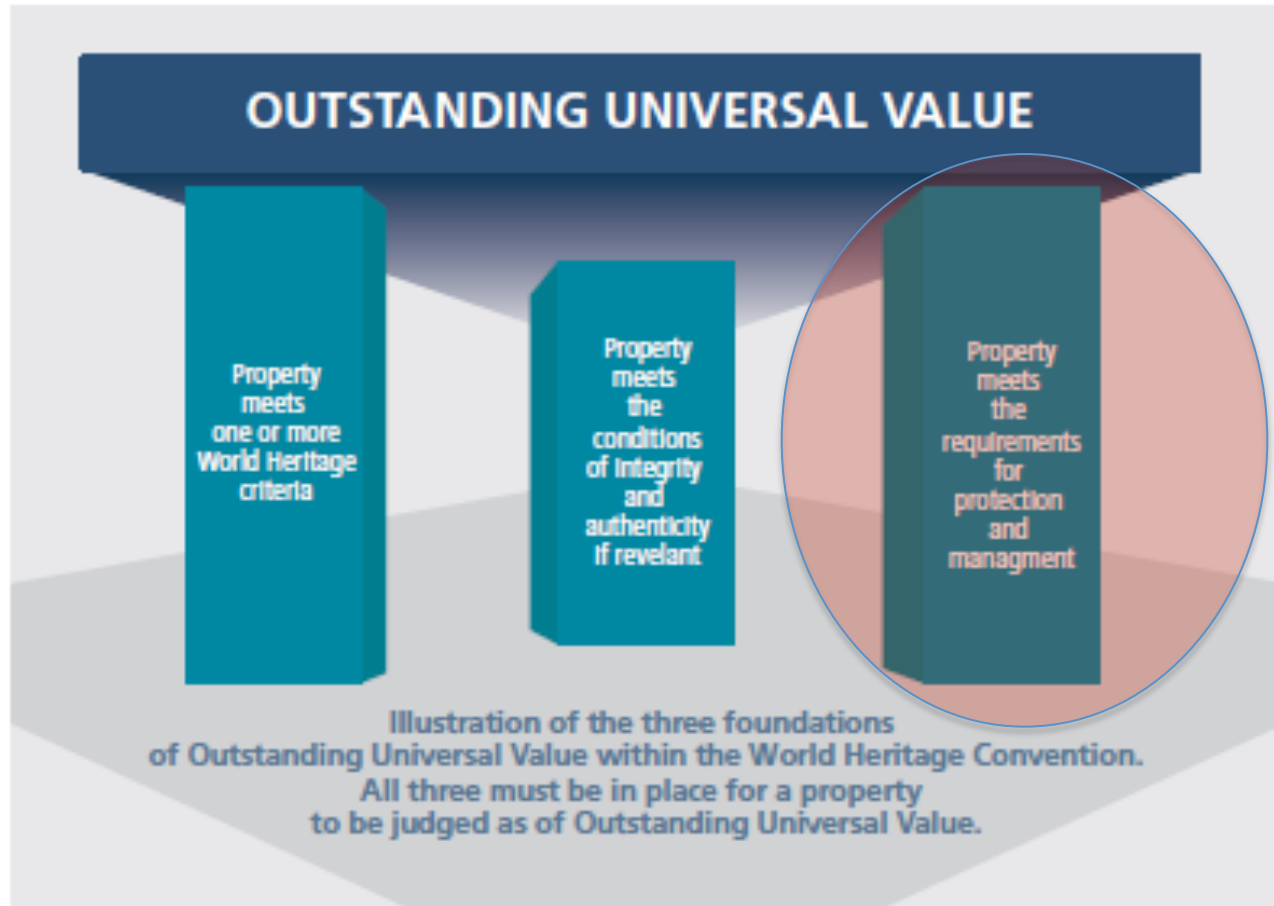 OUTSTANDING UNIVERSAL VALUE
Property
meets
one or more
World Heritage
criteria
Property
meets
the
conditions
of integrity
and
authenticity
if revelant
Property
meets
the
requirements
for
protection
and
managment
Illustration of the three foundations
of Outstanding Universal Value within the World Heritage Convention.
All three must be in place for a property
to be judged as of Outstanding Universal Value.